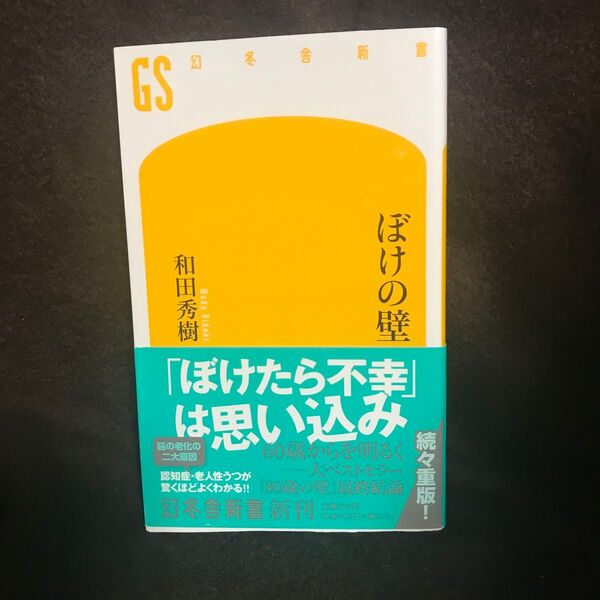 GS 幻冬舎新書
ぼけの壁
和田秀樹
Wada Hideki
「ぼけたら不幸」
は思い込み
脳の老化の
二大原因
認知症・老人性うつが
驚くほどよくわかる!!
60歳からを明るく
大ベストセラー
『80歳の壁』最終結論
続々重版!
幻冬舎新書 新刊